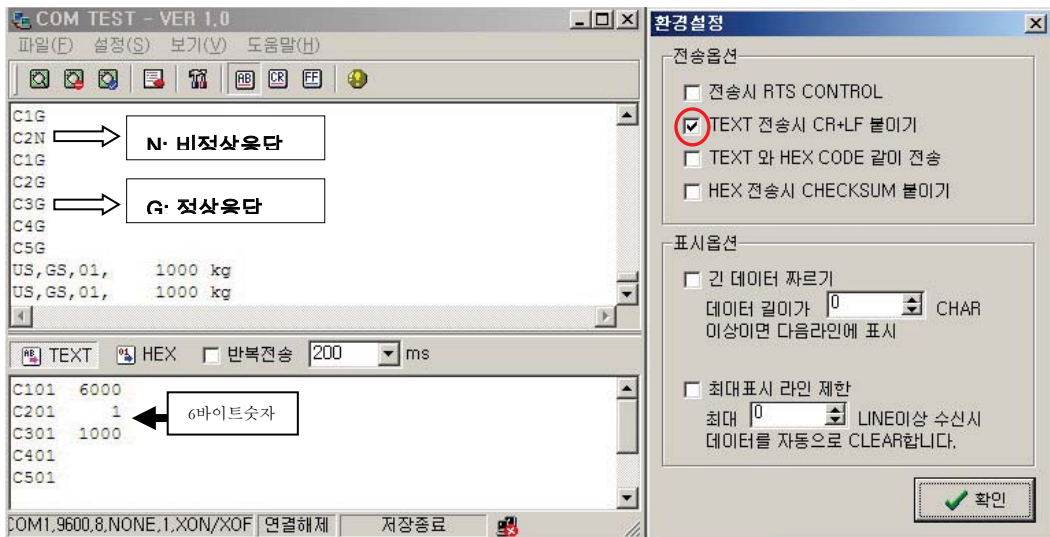 COM TEST - VER 1.0
파일(F) 설정(S) 보기(V) 도움말(H)
AB CR FF
C1G
C2N
N: 비정상응답
C1G
C2G
C3G
G: 정상응답
C4G
C5G
US,GS,01, 1000 kg
US,GS,01, 1000 kg
TEXT HEX 반복전송 200 ms
C101 6000
C201 1
6바이트숫자
C301 1000
C401
C501
COM1,9600,8,NONE,1,XON/XOF 연결해제 저장종료
환경설정
전송옵션
전송시 RTS CONTROL
TEXT 전송시 CR+LF 붙이기
TEXT 와 HEX CODE 같이 전송
HEX 전송시 CHECKSUM 붙이기
표시옵션
긴 데이터 짜르기
데이터 길이가 0 CHAR
이상이면 다음라인에 표시
최대표시 라인 제한
최대 0 LINE이상 수신시
데이터를 자동으로 CLEAR합니다.
확인